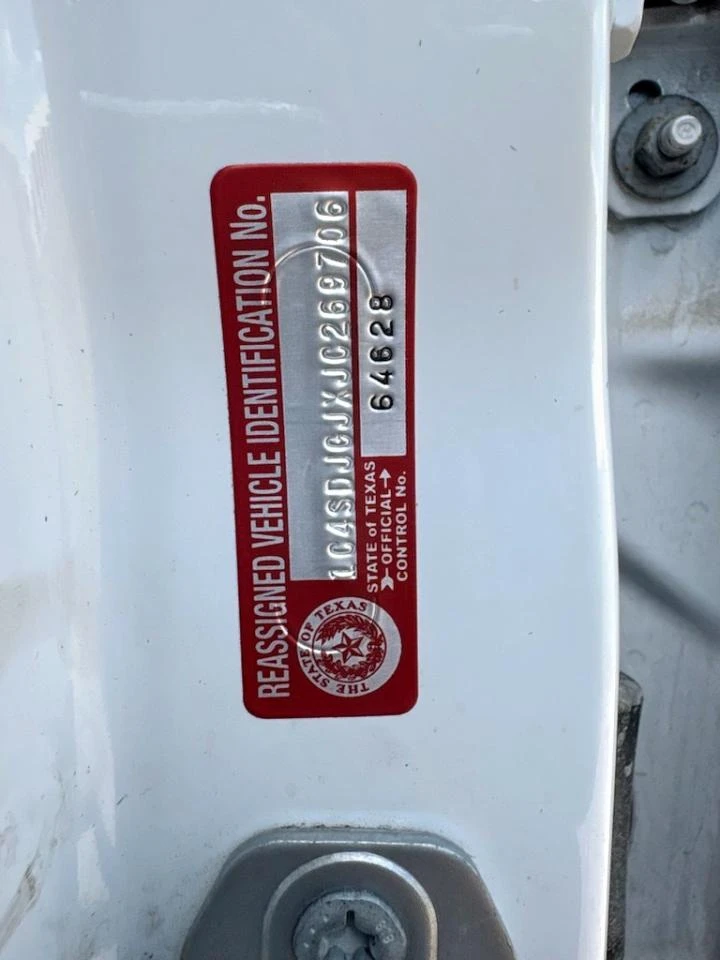 REASSIGNED VEHICLE IDENTIFICATION No.
1C4SDJGJXJC269706
STATE of TEXAS
OFFICIAL
CONTROL No.
64628
THE STATE OF TEXAS